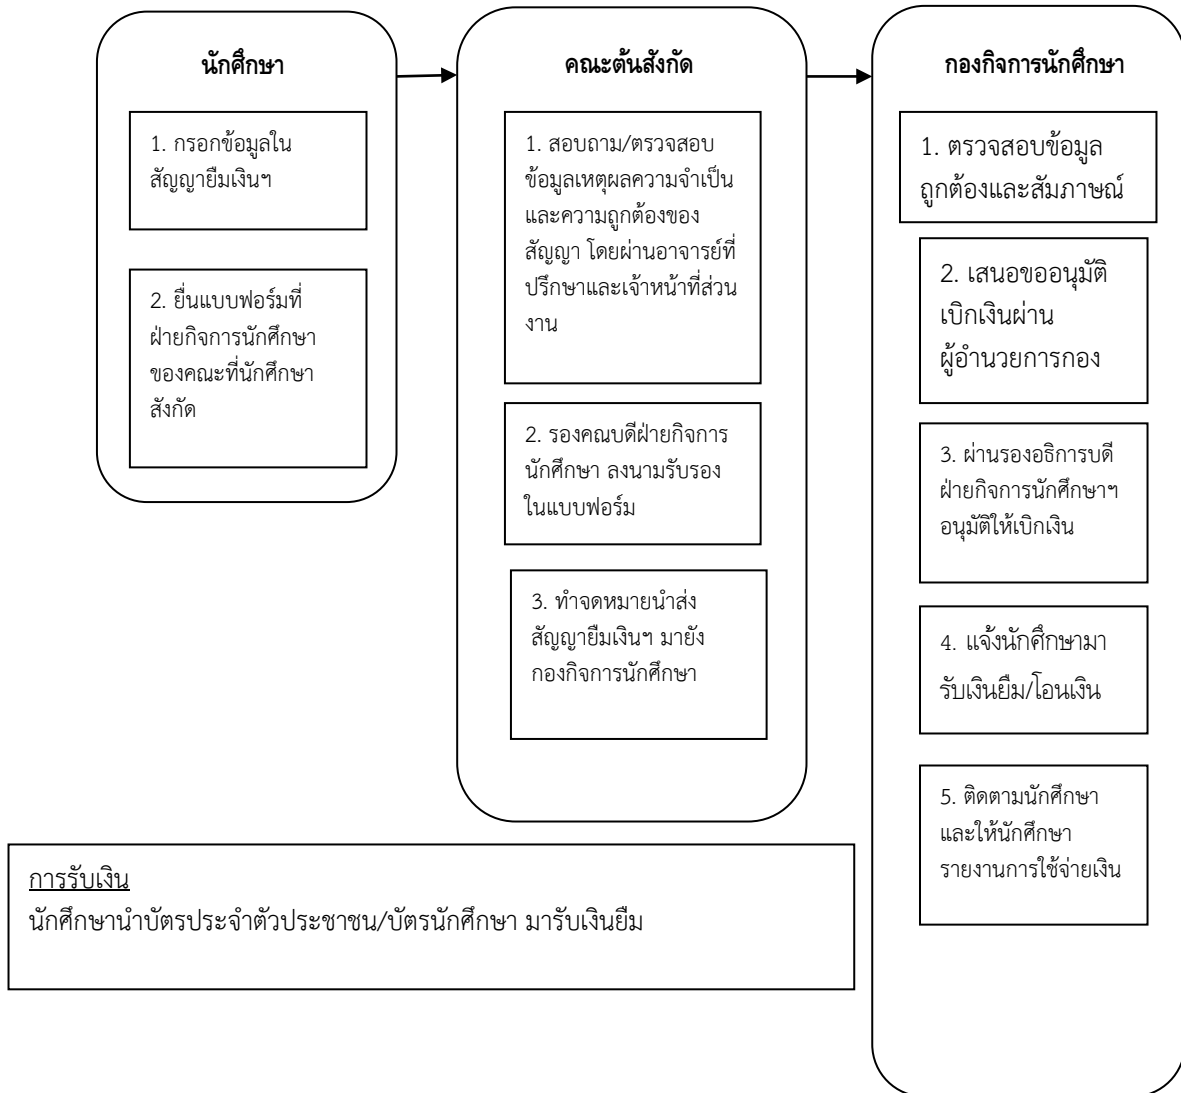 นักศึกษา
1. กรอกข้อมูลใน
สัญญายืมเงินฯ
2. ยื่นแบบฟอร์มที่
ฝ่ายกิจการนักศึกษา
ของคณะที่นักศึกษา
สังกัด
คณะต้นสังกัด
1. สอบถาม/ตรวจสอบ
ข้อมูลเหตุผลความจำเป็น
และความถูกต้องของ
สัญญา โดยผ่านอาจารย์ที่
ปรึกษาและเจ้าหน้าที่ส่วน
งาน
2. รองคณบดีฝ่ายกิจการ
นักศึกษา ลงนามรับรอง
ในแบบฟอร์ม
3. ทำจดหมายนำส่ง
สัญญายืมเงินฯ มายัง
กองกิจการนักศึกษา
กองกิจการนักศึกษา
1. ตรวจสอบข้อมูล
ถูกต้องและสัมภาษณ์
2. เสนอขออนุมัติ
เบิกเงินผ่าน
ผู้อำนวยการกอง
3. ผ่านรองอธิการบดี
ฝ่ายกิจการนักศึกษาฯ
อนุมัติให้เบิกเงิน
4. แจ้งนักศึกษามา
รับเงินยืม/โอนเงิน
5. ติดตามนักศึกษา
และให้นักศึกษา
รายงานการใช้จ่ายเงิน
การรับเงิน
นักศึกษานำบัตรประจำตัวประชาชน/บัตรนักศึกษา มารับเงินยืม